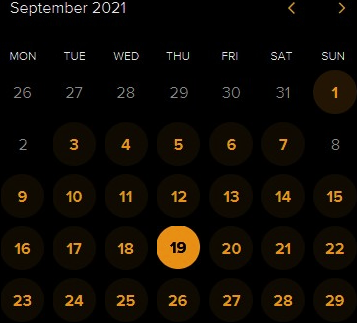 September 2021
MON TUE WED THU FRI SAT SUN
26 27 28 29 30 31 1
2 3 4 5 6 7 8
9 10 11 12 13 14 15
16 17 18 19 20 21 22
23 24 25 26 27 28 29